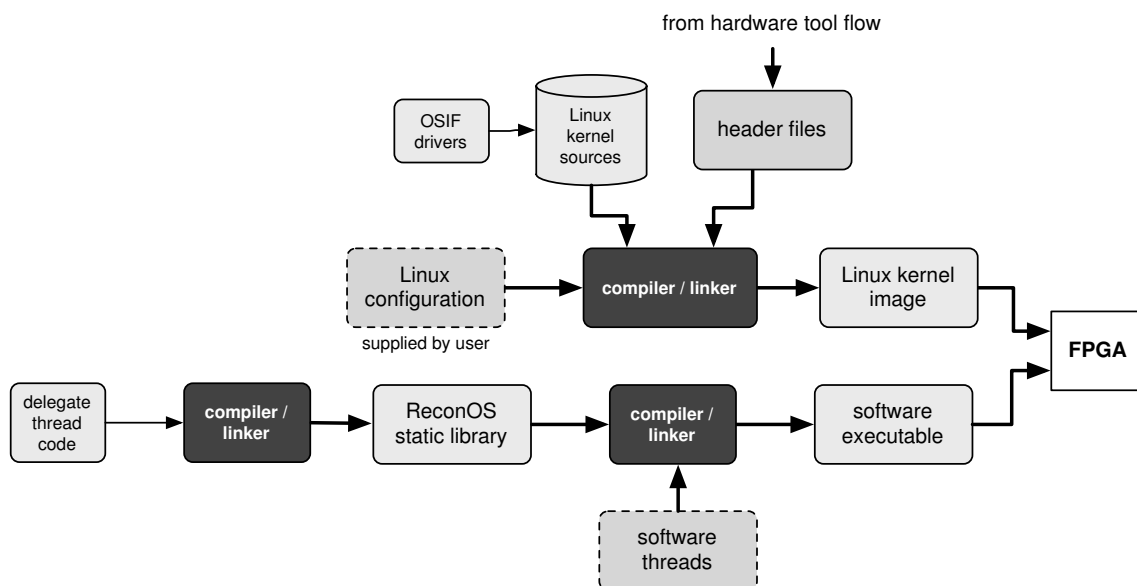 from hardware tool flow
OSIF
drivers
Linux
kernel
sources
header files
Linux
configuration
supplied by user
compiler / linker
Linux kernel
image
FPGA
delegate
thread
code
compiler /
linker
ReconOS
static library
compiler /
linker
software
executable
software
threads